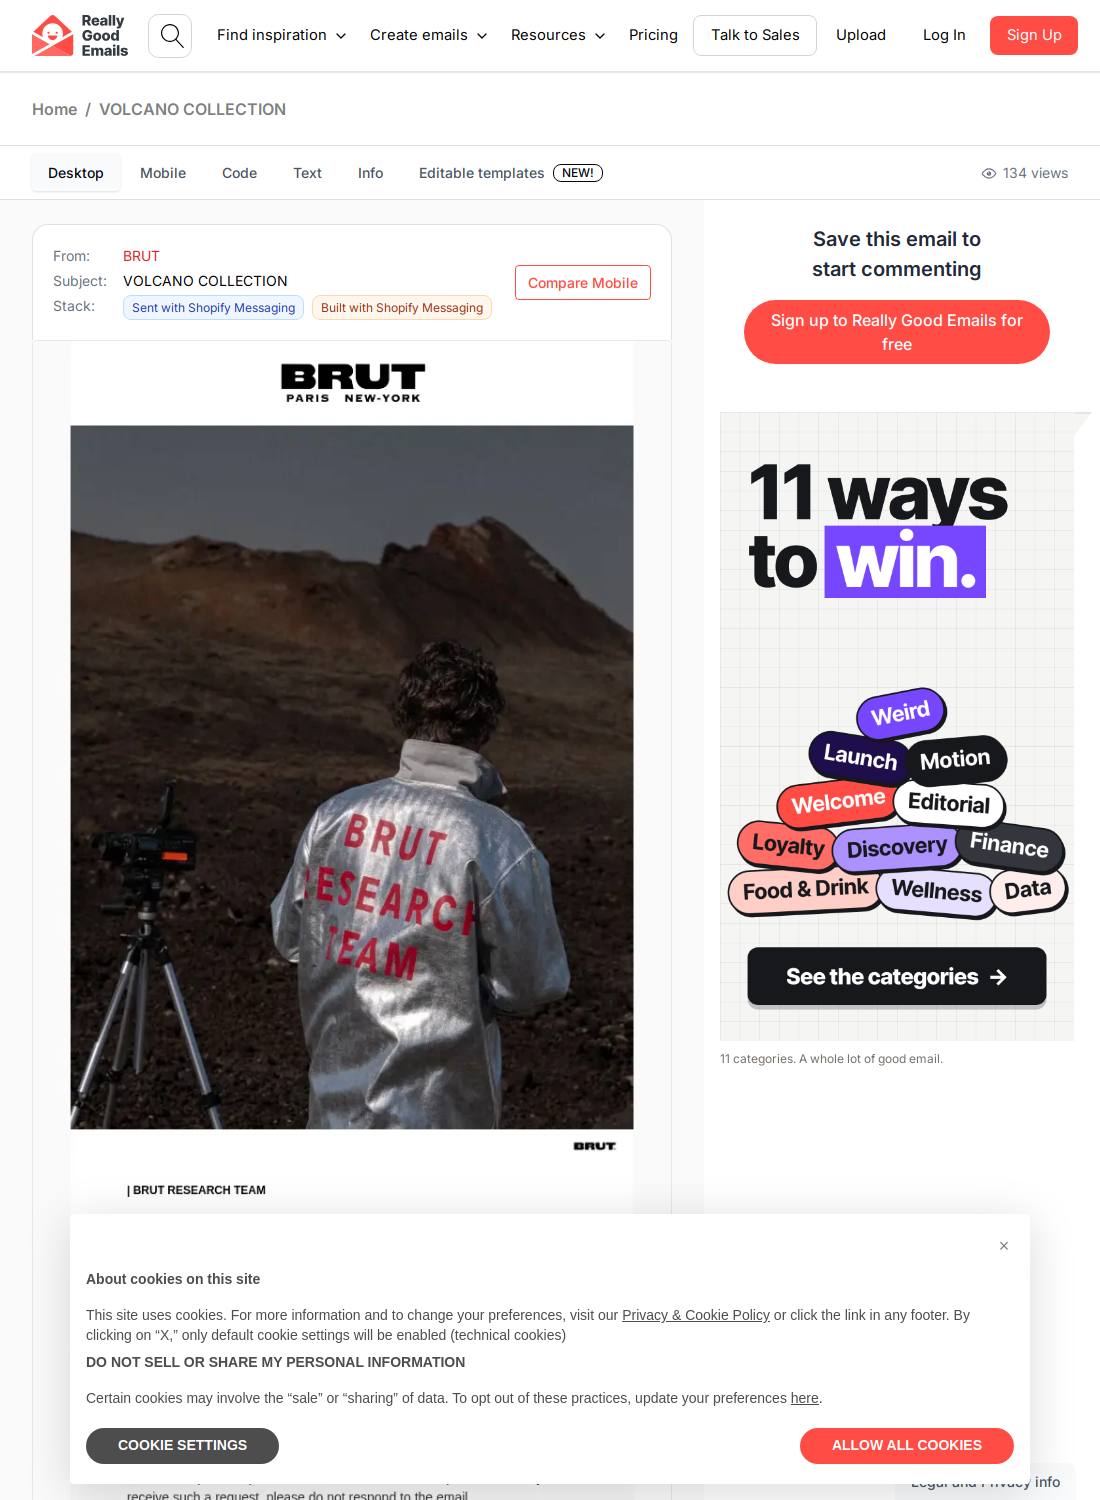 Really
Good
Emails
Find inspiration
Create emails
Resources
Pricing
Talk to Sales
Upload
Log In
Sign Up
Home / VOLCANO COLLECTION
Desktop
Mobile
Code
Text
Info
Editable templates NEW!
134 views
From: BRUT
Subject: VOLCANO COLLECTION
Stack: Sent with Shopify Messaging Built with Shopify Messaging
Compare Mobile
BRUT
PARIS NEW-YORK
BRUT
RESEARCH
TEAM
BRUT
| BRUT RESEARCH TEAM
receive such a request, please do not respond to the email
Save this email to
start commenting
Sign up to Really Good Emails for
free
11 ways
to win.
Weird
Launch
Motion
Welcome
Editorial
Loyalty
Discovery
Finance
Food & Drink
Wellness
Data
See the categories →
11 categories. A whole lot of good email.
×
About cookies on this site
This site uses cookies. For more information and to change your preferences, visit our Privacy & Cookie Policy or click the link in any footer. By
clicking on “X,” only default cookie settings will be enabled (technical cookies)
DO NOT SELL OR SHARE MY PERSONAL INFORMATION
Certain cookies may involve the “sale” or “sharing” of data. To opt out of these practices, update your preferences here.
COOKIE SETTINGS
ALLOW ALL COOKIES
Legal and Privacy info